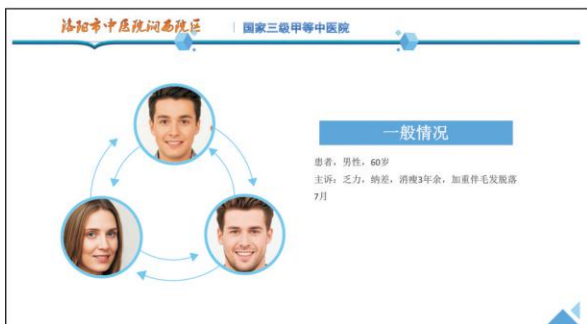 洛阳市中医院涧西院区
国家三级甲等中医院
一般情况
患者，男性，60岁
主诉：乏力，纳差，消瘦3年余，加重伴毛发脱落
7月